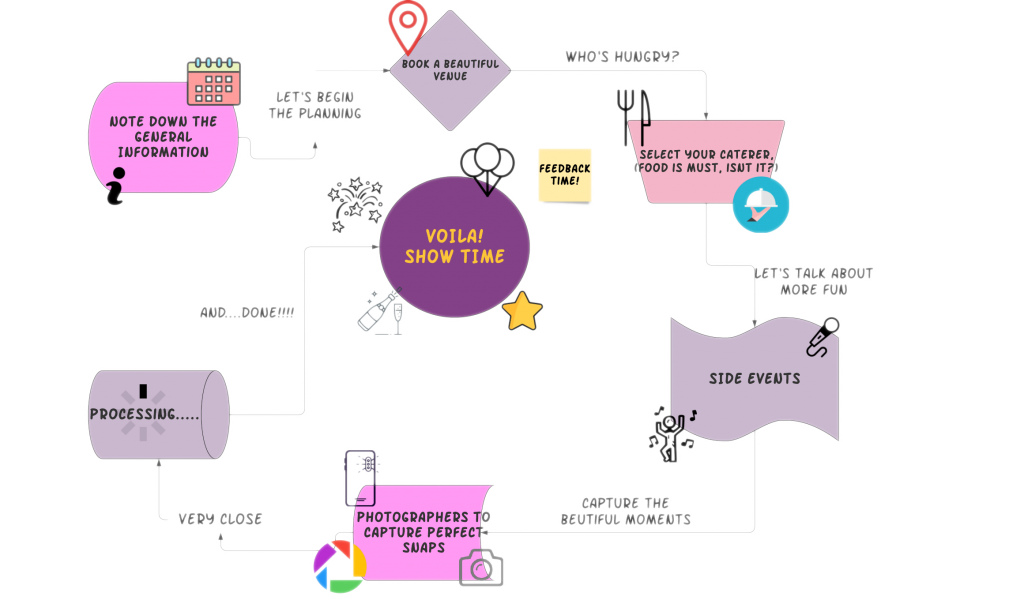 NOTE DOWN THE
GENERAL
INFORMATION
LET'S BEGIN
THE PLANNING
BOOK A BEAUTIFUL
VENUE
WHO'S HUNGRY?
SELECT YOUR CATERER,
(FOOD IS MUST, ISNT IT?)
LET'S TALK ABOUT
MORE FUN
SIDE EVENTS
CAPTURE THE
BEUTIFUL MOMENTS
PHOTOGRAPHERS TO
CAPTURE PERFECT
SNAPS
VERY CLOSE
PROCESSING.....
AND....DONE!!!!
VOILA!
SHOW TIME
FEEDBACK
TIME!